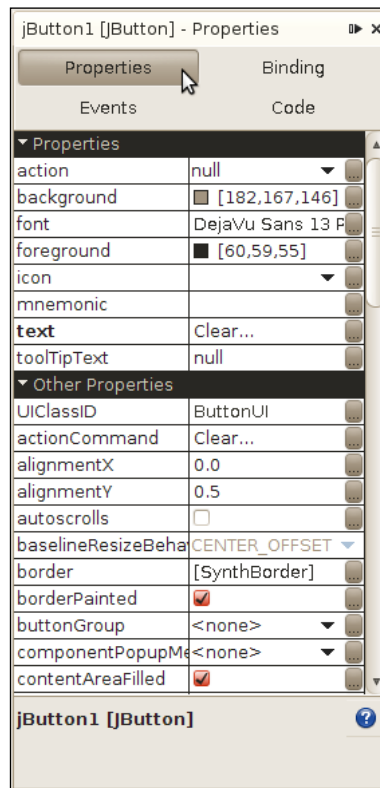 jButton1 [JButton] - Properties
Properties Binding
Events Code
Properties
action null
background [182,167,146]
font DejaVu Sans 13 P
foreground [60,59,55]
icon
mnemonic
text Clear...
toolTipText null
Other Properties
UIClassID ButtonUI
actionCommand Clear...
alignmentX 0.0
alignmentY 0.5
autoscrolls
baselineResizeBeha CENTER_OFFSET
border [SynthBorder]
borderPainted
buttonGroup <none>
componentPopupMe <none>
contentAreaFilled
jButton1 [JButton]